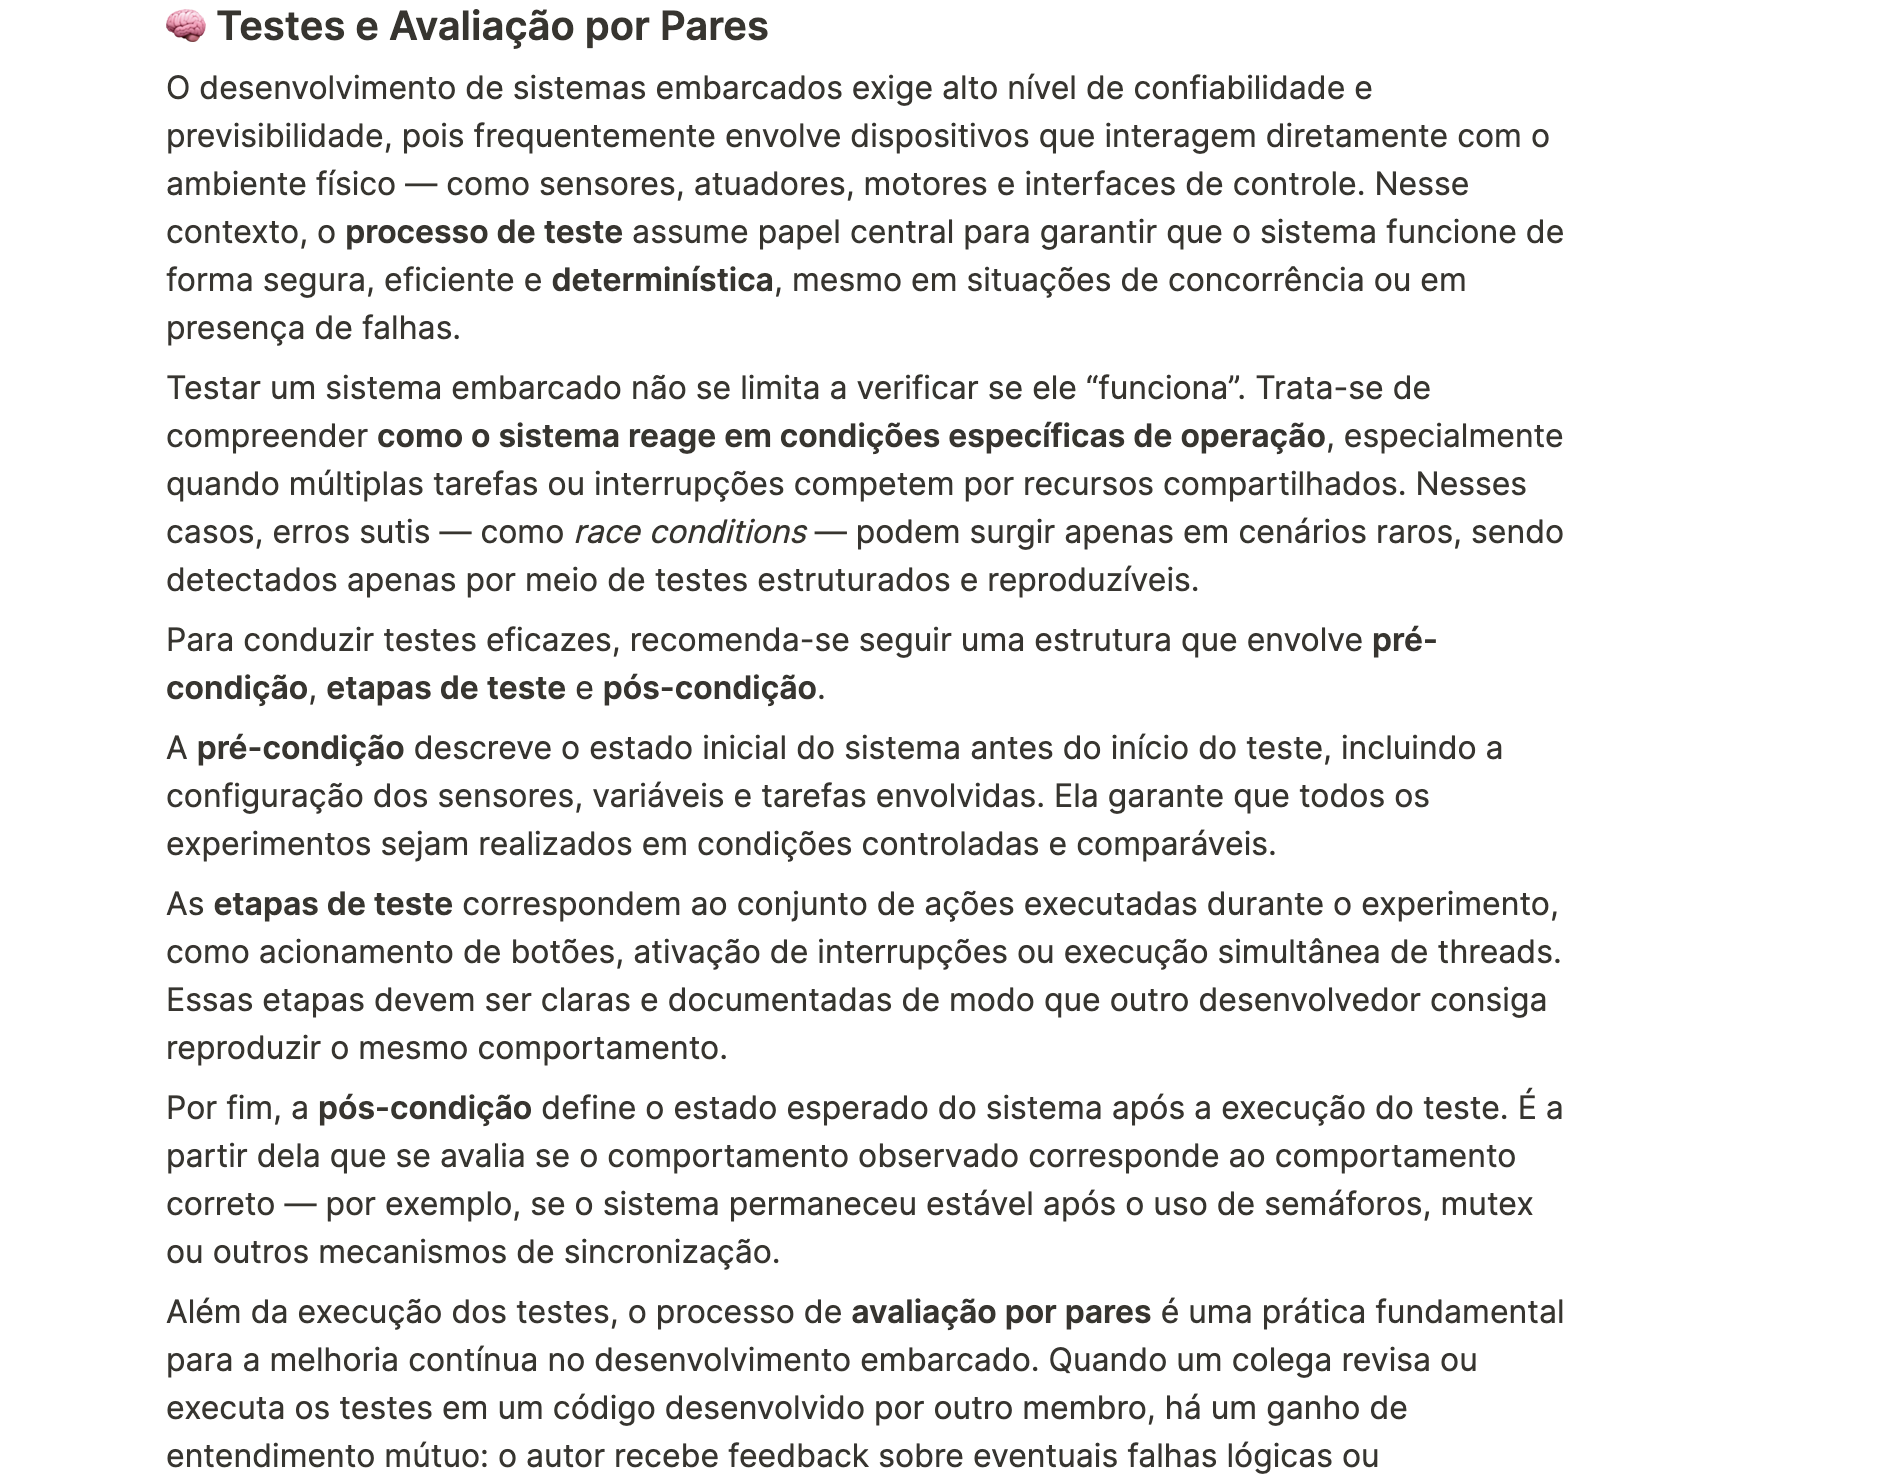 🧠 Testes e Avaliação por Pares
O desenvolvimento de sistemas embarcados exige alto nível de confiabilidade e
previsibilidade, pois frequentemente envolve dispositivos que interagem diretamente com o
ambiente físico — como sensores, atuadores, motores e interfaces de controle. Nesse
contexto, o processo de teste assume papel central para garantir que o sistema funcione de
forma segura, eficiente e determinística, mesmo em situações de concorrência ou em
presença de falhas.
Testar um sistema embarcado não se limita a verificar se ele “funciona”. Trata-se de
compreender como o sistema reage em condições específicas de operação, especialmente
quando múltiplas tarefas ou interrupções competem por recursos compartilhados. Nesses
casos, erros sutis — como race conditions — podem surgir apenas em cenários raros, sendo
detectados apenas por meio de testes estruturados e reproduzíveis.
Para conduzir testes eficazes, recomenda-se seguir uma estrutura que envolve pré-
condição, etapas de teste e pós-condição.
A pré-condição descreve o estado inicial do sistema antes do início do teste, incluindo a
configuração dos sensores, variáveis e tarefas envolvidas. Ela garante que todos os
experimentos sejam realizados em condições controladas e comparáveis.
As etapas de teste correspondem ao conjunto de ações executadas durante o experimento,
como acionamento de botões, ativação de interrupções ou execução simultânea de threads.
Essas etapas devem ser claras e documentadas de modo que outro desenvolvedor consiga
reproduzir o mesmo comportamento.
Por fim, a pós-condição define o estado esperado do sistema após a execução do teste. É a
partir dela que se avalia se o comportamento observado corresponde ao comportamento
correto — por exemplo, se o sistema permaneceu estável após o uso de semáforos, mutex
ou outros mecanismos de sincronização.
Além da execução dos testes, o processo de avaliação por pares é uma prática fundamental
para a melhoria contínua no desenvolvimento embarcado. Quando um colega revisa ou
executa os testes em um código desenvolvido por outro membro, há um ganho de
entendimento mútuo: o autor recebe feedback sobre eventuais falhas lógicas ou